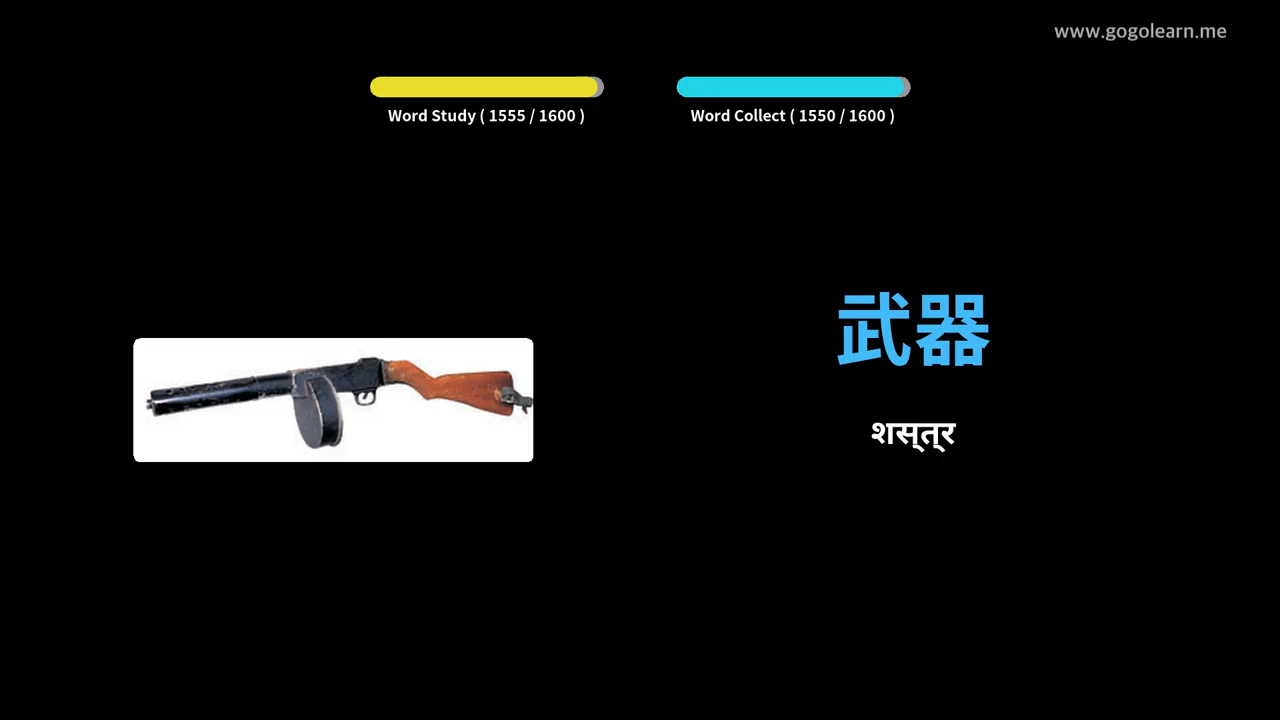 www.gogolearn.me
Word Study ( 1555 / 1600 )
Word Collect ( 1550 / 1600 )
武器
शस्त्र